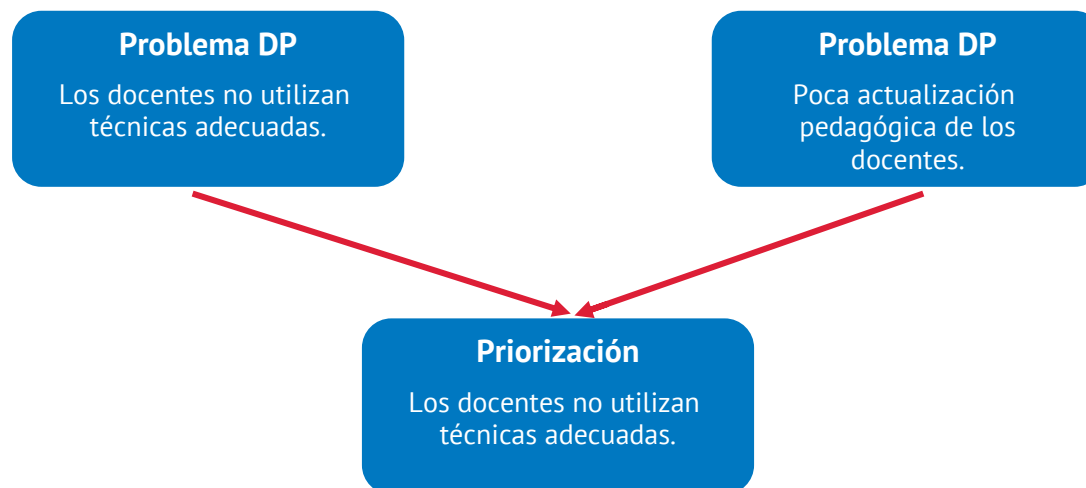 Problema DP
Los docentes no utilizan
técnicas adecuadas.
Problema DP
Poca actualización
pedagógica de los
docentes.
Priorización
Los docentes no utilizan
técnicas adecuadas.